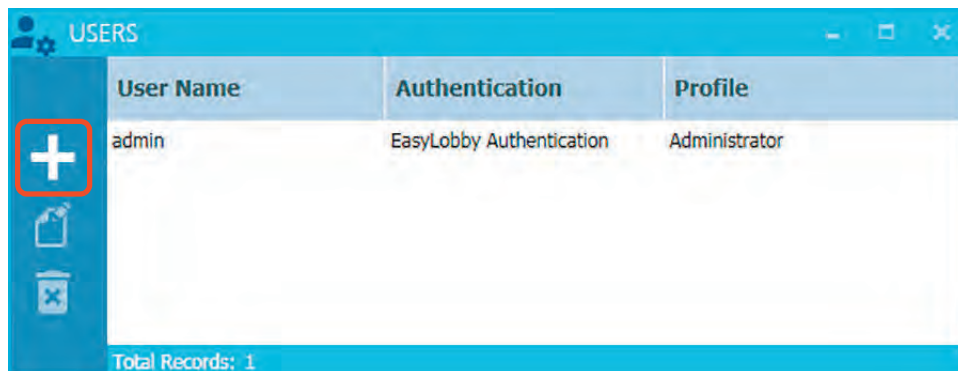 USERS
User Name Authentication Profile
admin EasyLobby Authentication Administrator
Total Records: 1